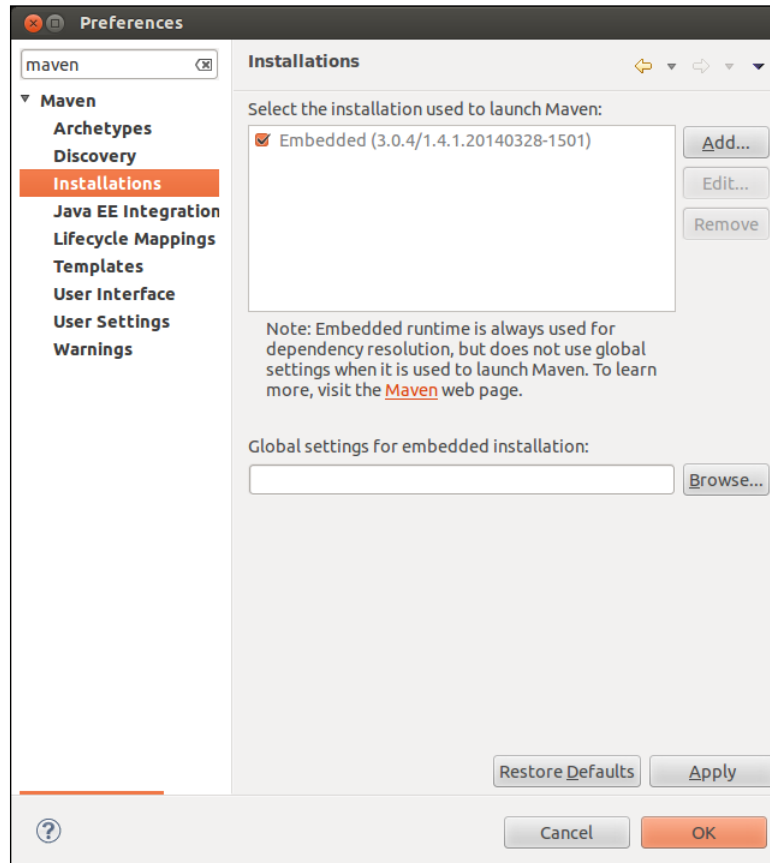 Preferences
maven
Maven
Archetypes
Discovery
Installations
Java EE Integration
Lifecycle Mappings
Templates
User Interface
User Settings
Warnings
Installations
Select the installation used to launch Maven:
Embedded (3.0.4/1.4.1.20140328-1501)
Add...
Edit...
Remove
Note: Embedded runtime is always used for
dependency resolution, but does not use global
settings when it is used to launch Maven. To learn
more, visit the Maven web page.
Global settings for embedded installation:
Browse...
Restore Defaults
Apply
?
Cancel
OK